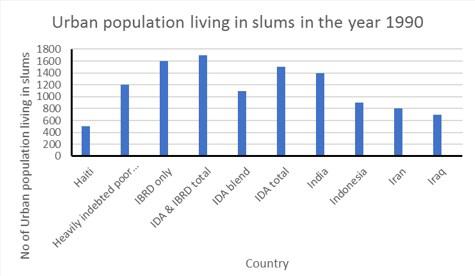 Urban population living in slums in the year 1990
No of Urban population living in slums
1800
1600
1400
1200
1000
800
600
400
200
0
Haiti
Heavily indebted poor...
IBRD only
IDA & IBRD total
IDA blend
IDA total
India
Indonesia
Iran
Iraq
Country